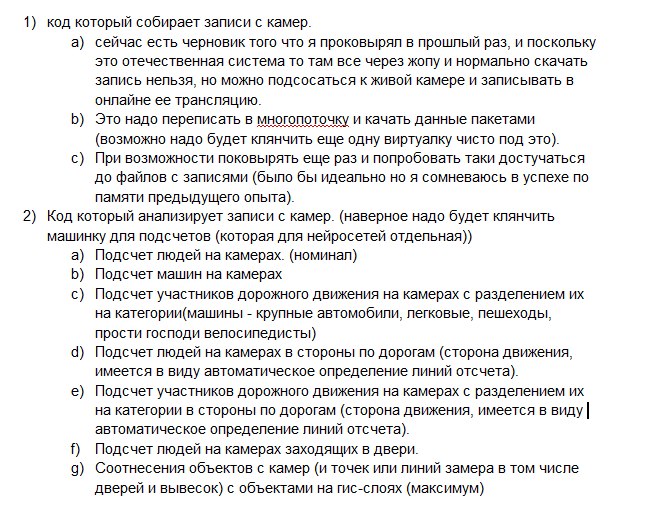 1) код который собирает записи с камер.
a) сейчас есть черновик того что я проковырял в прошлый раз, и поскольку
это отечественная система то там все через жопу и нормально скачать
запись нельзя, но можно подсосаться к живой камере и записывать в
онлайне ее трансляцию.
b) Это надо переписать в многопоточку и качать данные пакетами
(возможно надо будет клянчить еще одну виртуалку чисто под это).
c) При возможности поковырять еще раз и попробовать таки достучаться
до файлов с записями (было бы идеально но я сомневаюсь в успехе по
памяти предыдущего опыта).
2) Код который анализирует записи с камер. (наверное надо будет клянчить
машинку для подсчетов (которая для нейросетей отдельная))
a) Подсчет людей на камерах. (номинал)
b) Подсчет машин на камерах
c) Подсчет участников дорожного движения на камерах с разделением их
на категории(машины - крупные автомобили, легковые, пешеходы,
прости господи велосипедисты)
d) Подсчет людей на камерах в стороны по дорогам (сторона движения,
имеется в виду автоматическое определение линий отсчета).
e) Подсчет участников дорожного движения на камерах с разделением их
на категории в стороны по дорогам (сторона движения, имеется в виду
автоматическое определение линий отсчета).
f) Подсчет людей на камерах заходящих в двери.
g) Соотнесения объектов с камер (и точек или линий замера в том числе
дверей и вывесок) с объектами на гис-слоях (максимум)